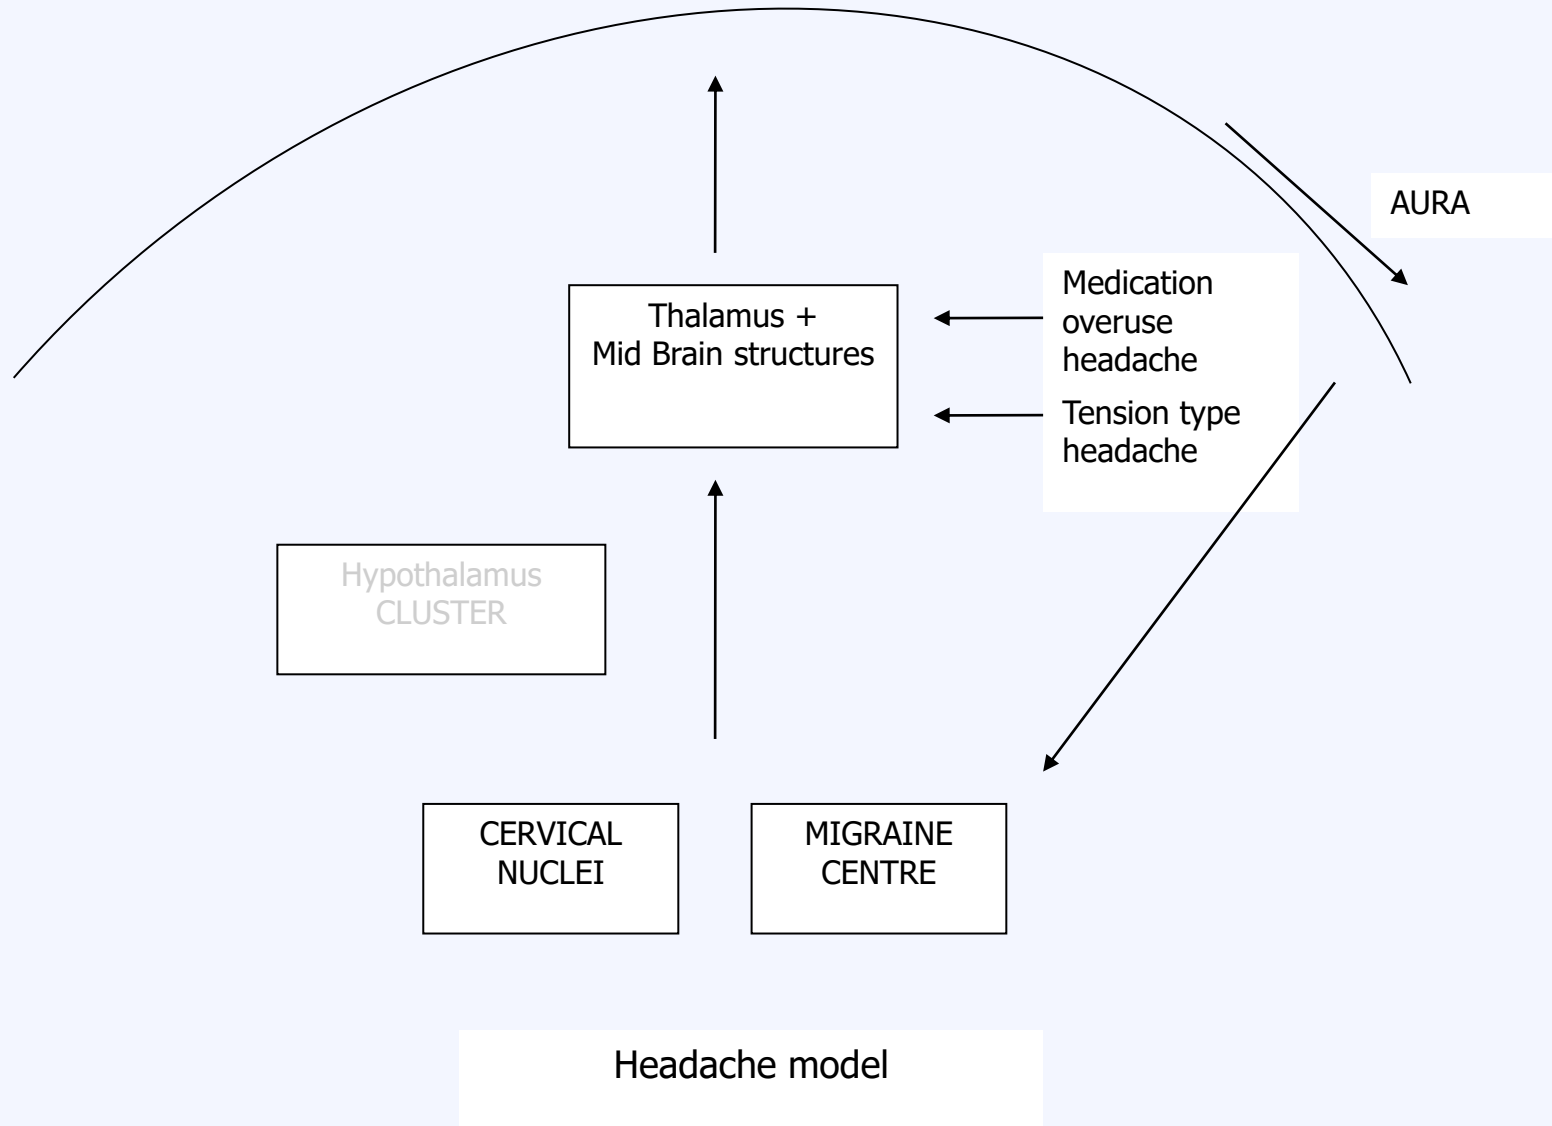 AURA
Medication
overuse
headache
Thalamus +
Mid Brain structures
Tension type
headache
Hypothalamus
CLUSTER
CERVICAL
NUCLEI
MIGRAINE
CENTRE
Headache model